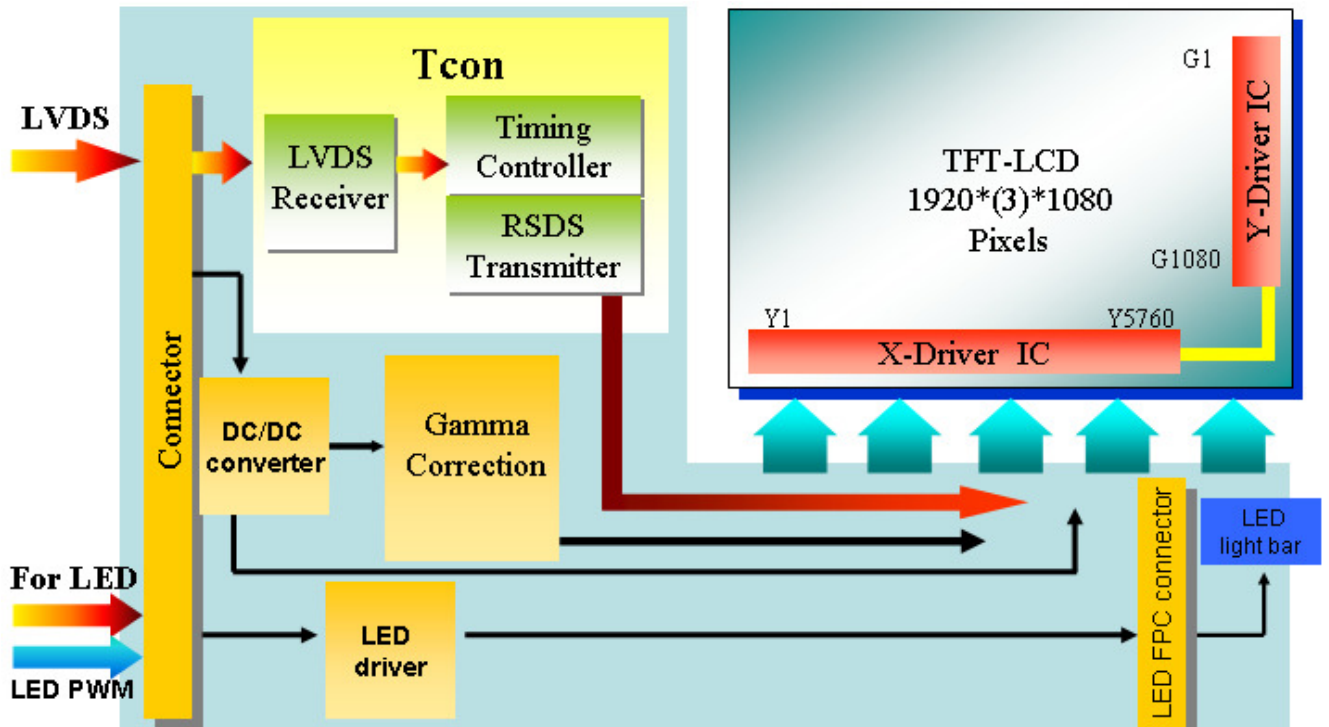 Tcon
LVDS
LVDS
Receiver
Timing
Controller
RSDS
Transmitter
Connector
DC/DC
converter
Gamma
Correction
For LED
LED PWM
LED
driver
TFT-LCD
1920*(3)*1080
Pixels
G1
G1080
Y-Driver IC
Y1
Y5760
X-Driver IC
LED FPC connector
LED
light bar